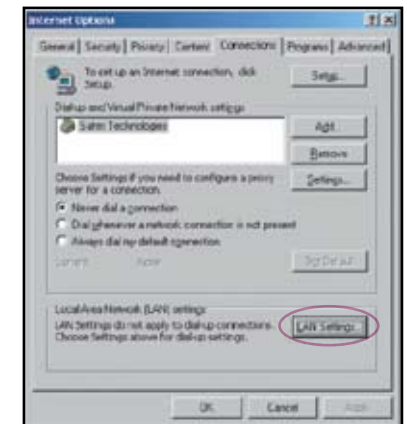 Internet Options
General Security Privacy Content Connections Programs Advanced
To set up an Internet connection, click
Setup.
Setup...
Dial-up and Virtual Private Network settings
Technologies
Add...
Remove
Choose Settings if you need to configure a proxy
server for a connection.
Settings...
Never dial a connection
Dial whenever a network connection is not present
Always dial my default connection
Current
None
Set Default
Local Area Network (LAN) settings
LAN Settings do not apply to dial-up connections.
Choose Settings above for dial-up settings.
LAN Settings...
OK Cancel Apply